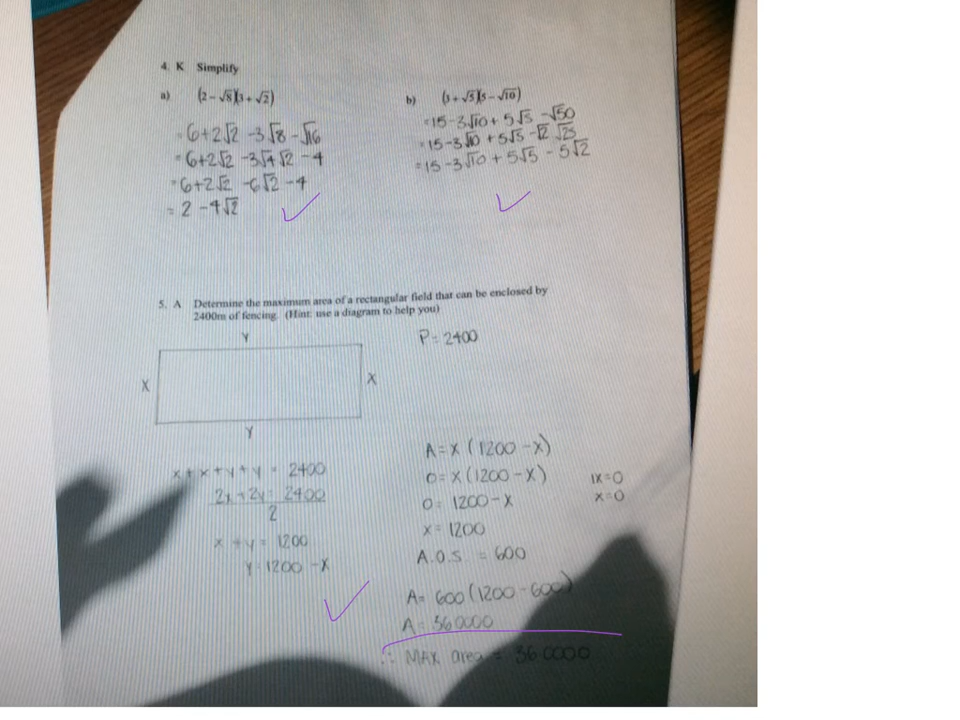 4. K Simplify
a) (2 - √8)(3 + √2)
= 6 + 2√2 - 3√8 - √16
= 6 + 2√2 - 3√4 √2 - 4
= 6 + 2√2 - 6√2 - 4
= 2 - 4√2
b) (3 + √5)(5 - √10)
= 15 - 3√10 + 5√5 - √50
= 15 - 3√10 + 5√5 - √2 √25
= 15 - 3√10 + 5√5 - 5√2
5. A Determine the maximum area of a rectangular field that can be enclosed by
2400m of fencing. (Hint: use a diagram to help you)
Y
X
X
Y
P = 2400
x + x + y + y = 2400
2x + 2y = 2400
2
x + y = 1200
y = 1200 - x
A = x (1200 - x)
0 = x (1200 - x)
0 = 1200 - x
x = 1200
A.O.S. = 600
1x = 0
x = 0
A = 600 (1200 - 600)
A = 360000
∴ MAX area = 360000